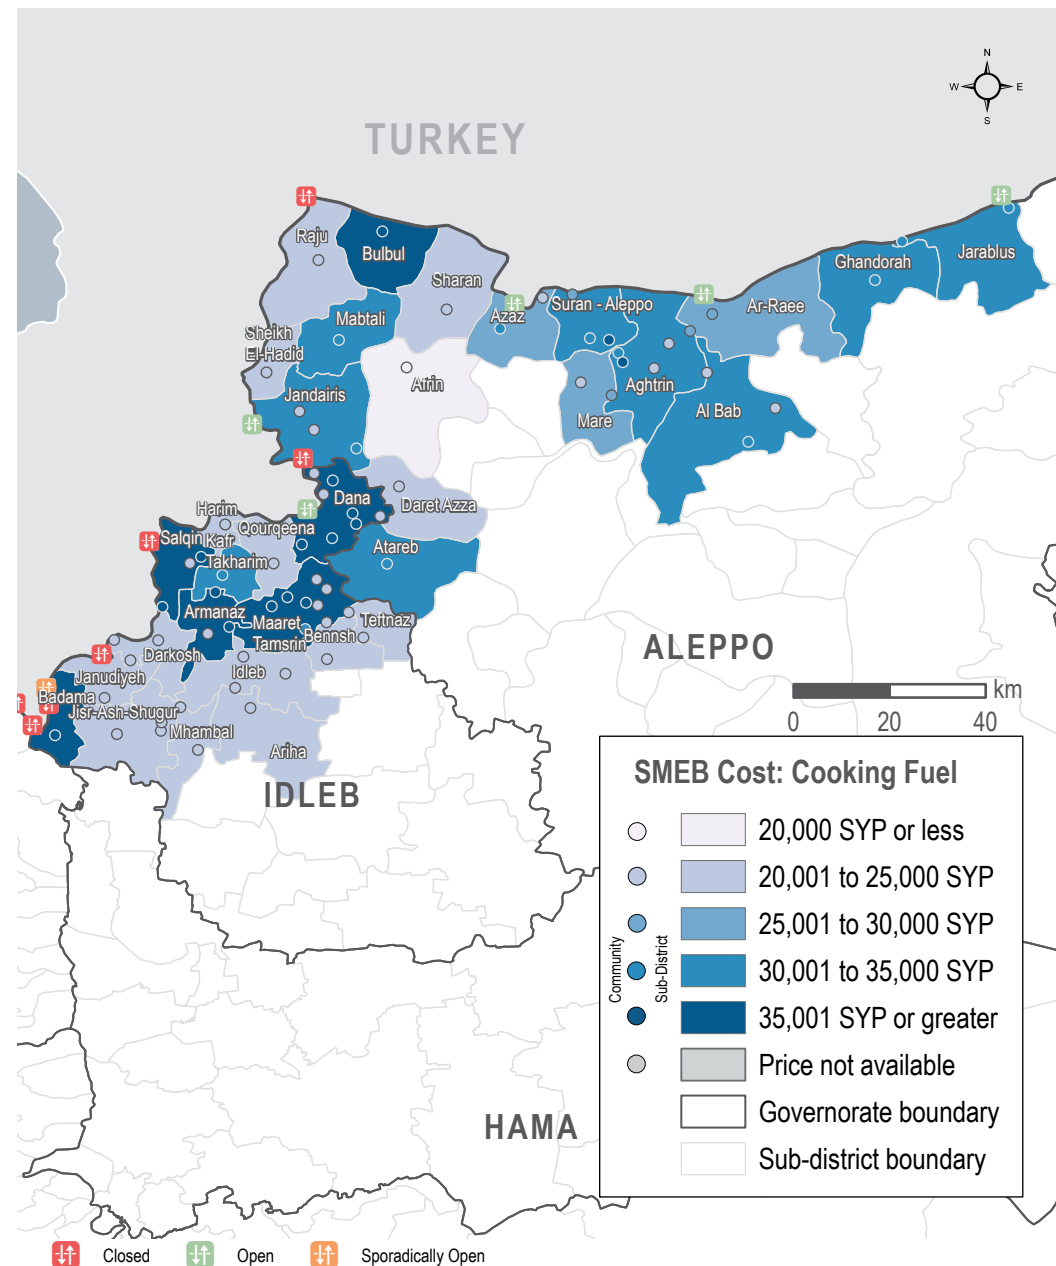 N
W
E
S
TURKEY
Raju
Bulbul
Sharan
Mabtali
Sheikh
El-Hadid
Jandairis
Afrin
Azaz
Suran - Aleppo
Ar-Raee
Ghandorah
Jarablus
Aghtrin
Mare
Al Bab
Dana
Daret Azza
Harim
Qourqeena
Salqin
Kafr
Takharim
Atareb
Armanaz
Maaret
Tamsrin
Teftnaz
Bennsh
Darkosh
Idleb
Janudiyeh
Badama
Jisr-Ash-Shugur
Mhambal
Ariha
ALEPPO
IDLEB
HAMA
km
0 20 40
SMEB Cost: Cooking Fuel
Community
Sub-District
20,000 SYP or less
20,001 to 25,000 SYP
25,001 to 30,000 SYP
30,001 to 35,000 SYP
35,001 SYP or greater
Price not available
Governorate boundary
Sub-district boundary
Closed Open Sporadically Open